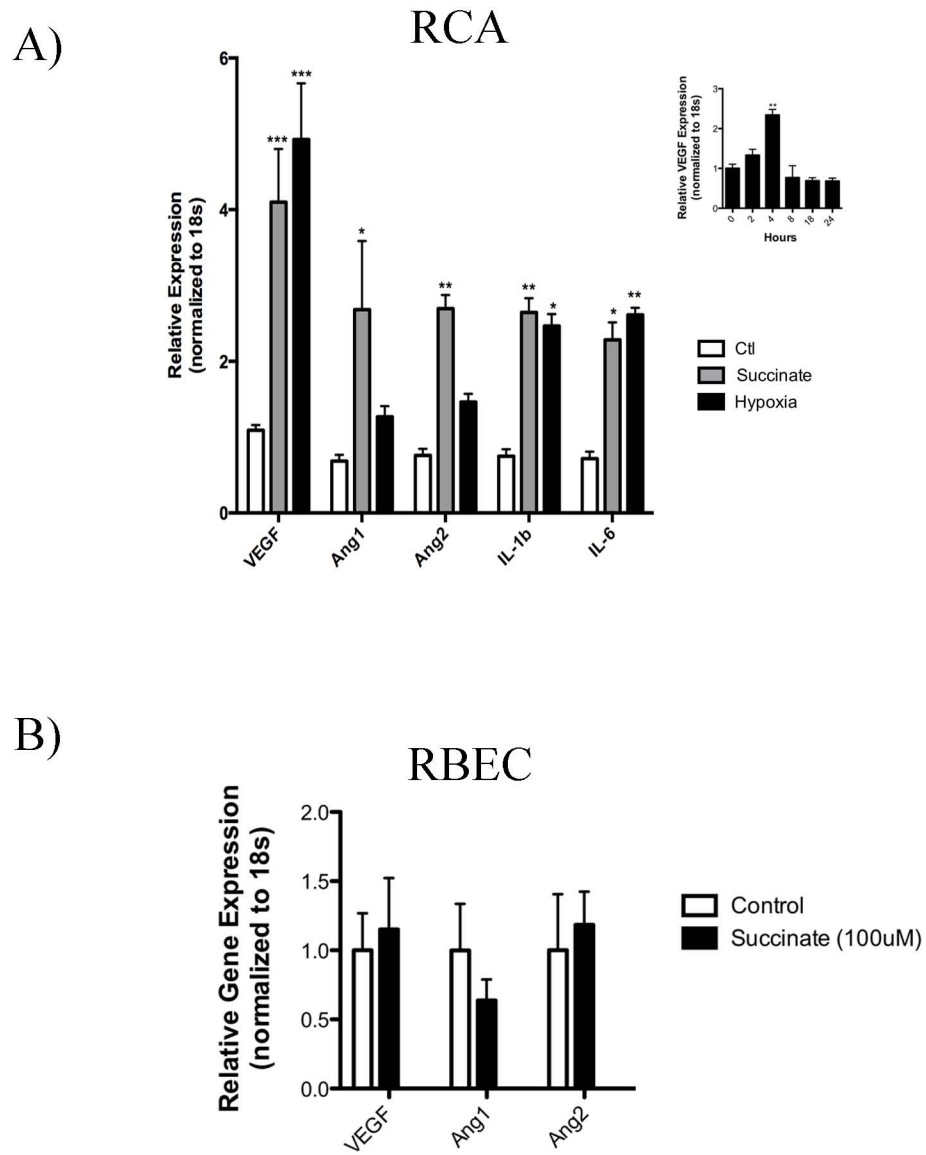 A)
RCA
Relative Expression
(normalized to 18s)
6
4
2
0
***
***
*
**
**
*
*
**
VEGF
Ang1
Ang2
IL-1b
IL-6
Relative VEGF Expression
(normalized to 18s)
3
2
1
0
**
0
2
4
8
18
24
Hours
Ctl
Succinate
Hypoxia
B)
RBEC
Relative Gene Expression
(normalized to 18s)
2.0
1.5
1.0
0.5
0.0
VEGF
Ang1
Ang2
Control
Succinate (100uM)